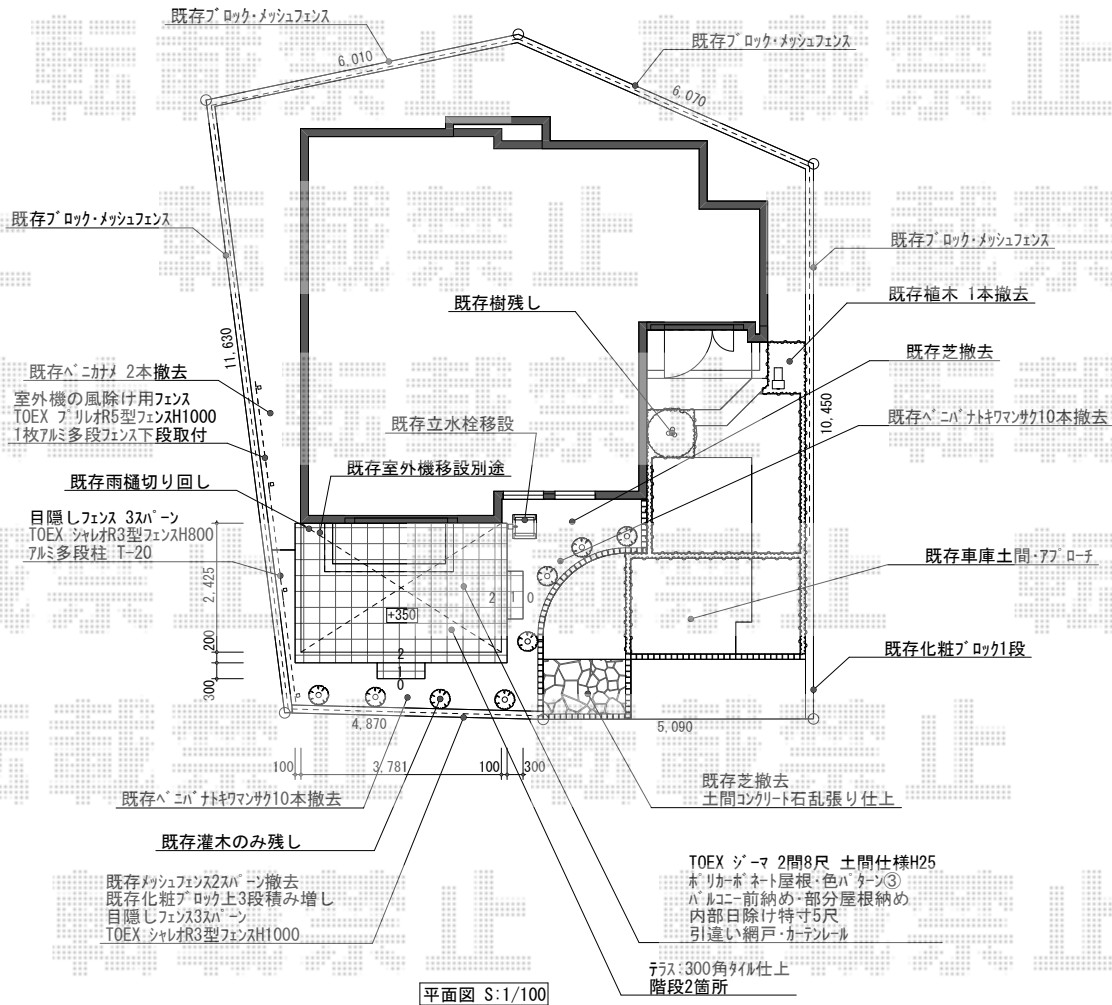 転載禁止
既存ブロック・メッシュフェンス
6,010
既存ブロック・メッシュフェンス
6,070
転載禁止
既存ブロック・メッシュフェンス
既存ブロック・メッシュフェンス
既存樹残し
既存植木 1本撤去
11,630
既存芝撤去
転載禁止
既存ベニカナメ 2本撤去
室外機の風除け用フェンス
TOEX プリレオR5型フェンスH1000
1枚アルミ多段フェンス下段取付
既存立水栓移設
10,450
既存ベニバナトキワマンサク10本撤去
既存室外機移設別途
既存雨樋切り回し
目隠しフェンス 3スパーン
TOEX シャレオR3型フェンスH800
アルミ多段柱 T-20
既存車庫土間・アプローチ
2,425
+350
210
200
210
300
既存化粧ブロック1段
転載禁止
4,870
5,090
100
3,781
100
300
既存ベニバナトキワマンサク10本撤去
既存芝撤去
土間コンクリート石乱張り仕上
既存灌木のみ残し
既存メッシュフェンス2スパーン撤去
既存化粧ブロック上3段積み増し
目隠しフェンス3スパーン
TOEX シャレオR3型フェンスH1000
TOEX ジーマ 2間8尺 土間仕様H25
ポリカーボネート屋根・色パターン③
バルコニー前納め・部分屋根納め
内部日除け特寸5尺
引違い網戸・カーテンレール
テラス:300角タイル仕上
階段2箇所
転載禁止
平面図 S:1/100